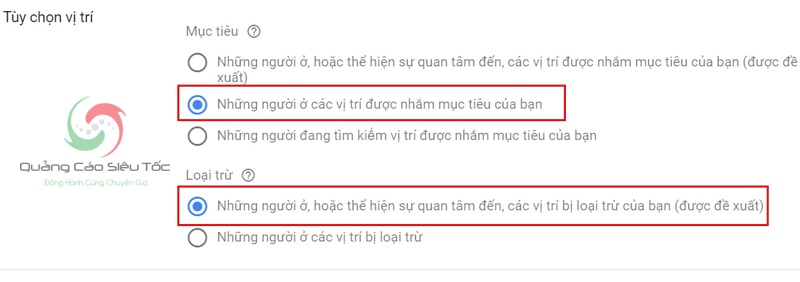 Tùy chọn vị trí
Mục tiêu
Những người ở, hoặc thể hiện sự quan tâm đến, các vị trí được nhắm mục tiêu của bạn (được đề
xuất)
Những người ở các vị trí được nhắm mục tiêu của bạn
Những người đang tìm kiếm vị trí được nhắm mục tiêu của bạn
Quảng Cáo Siêu Tốc
Đồng Hành Cùng Chuyên Gia
Loại trừ
Những người ở, hoặc thể hiện sự quan tâm đến, các vị trí bị loại trừ của bạn (được đề xuất)
Những người ở các vị trí bị loại trừ